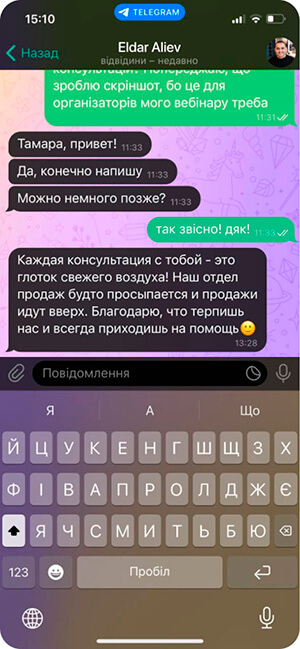 15:10
TELEGRAM
Назад
Eldar Aliev
відвідини – недавно
консультації? Попереджаю, що
зроблю скріншот, бо це для
організаторів мого вебінару треба
11:31
Тамара, привет! 11:33
Да, конечно напишу 11:33
Можно немного позже? 11:33
так звісно! дяк! 11:33
Каждая консультация с тобой - это
глоток свежего воздуха! Наш отдел
продаж будто просыпается и продажи
идут вверх. Благодарю, что терпишь
нас и всегда приходишь на помощь🙂
13:28
Повідомлення
Я А Що
Й Ц У К Е Н Г Ш Щ З Х
Ф І В А П Р О Л Д Ж Є
Я Ч С М И Т Ь Б Ю
123 Пробіл